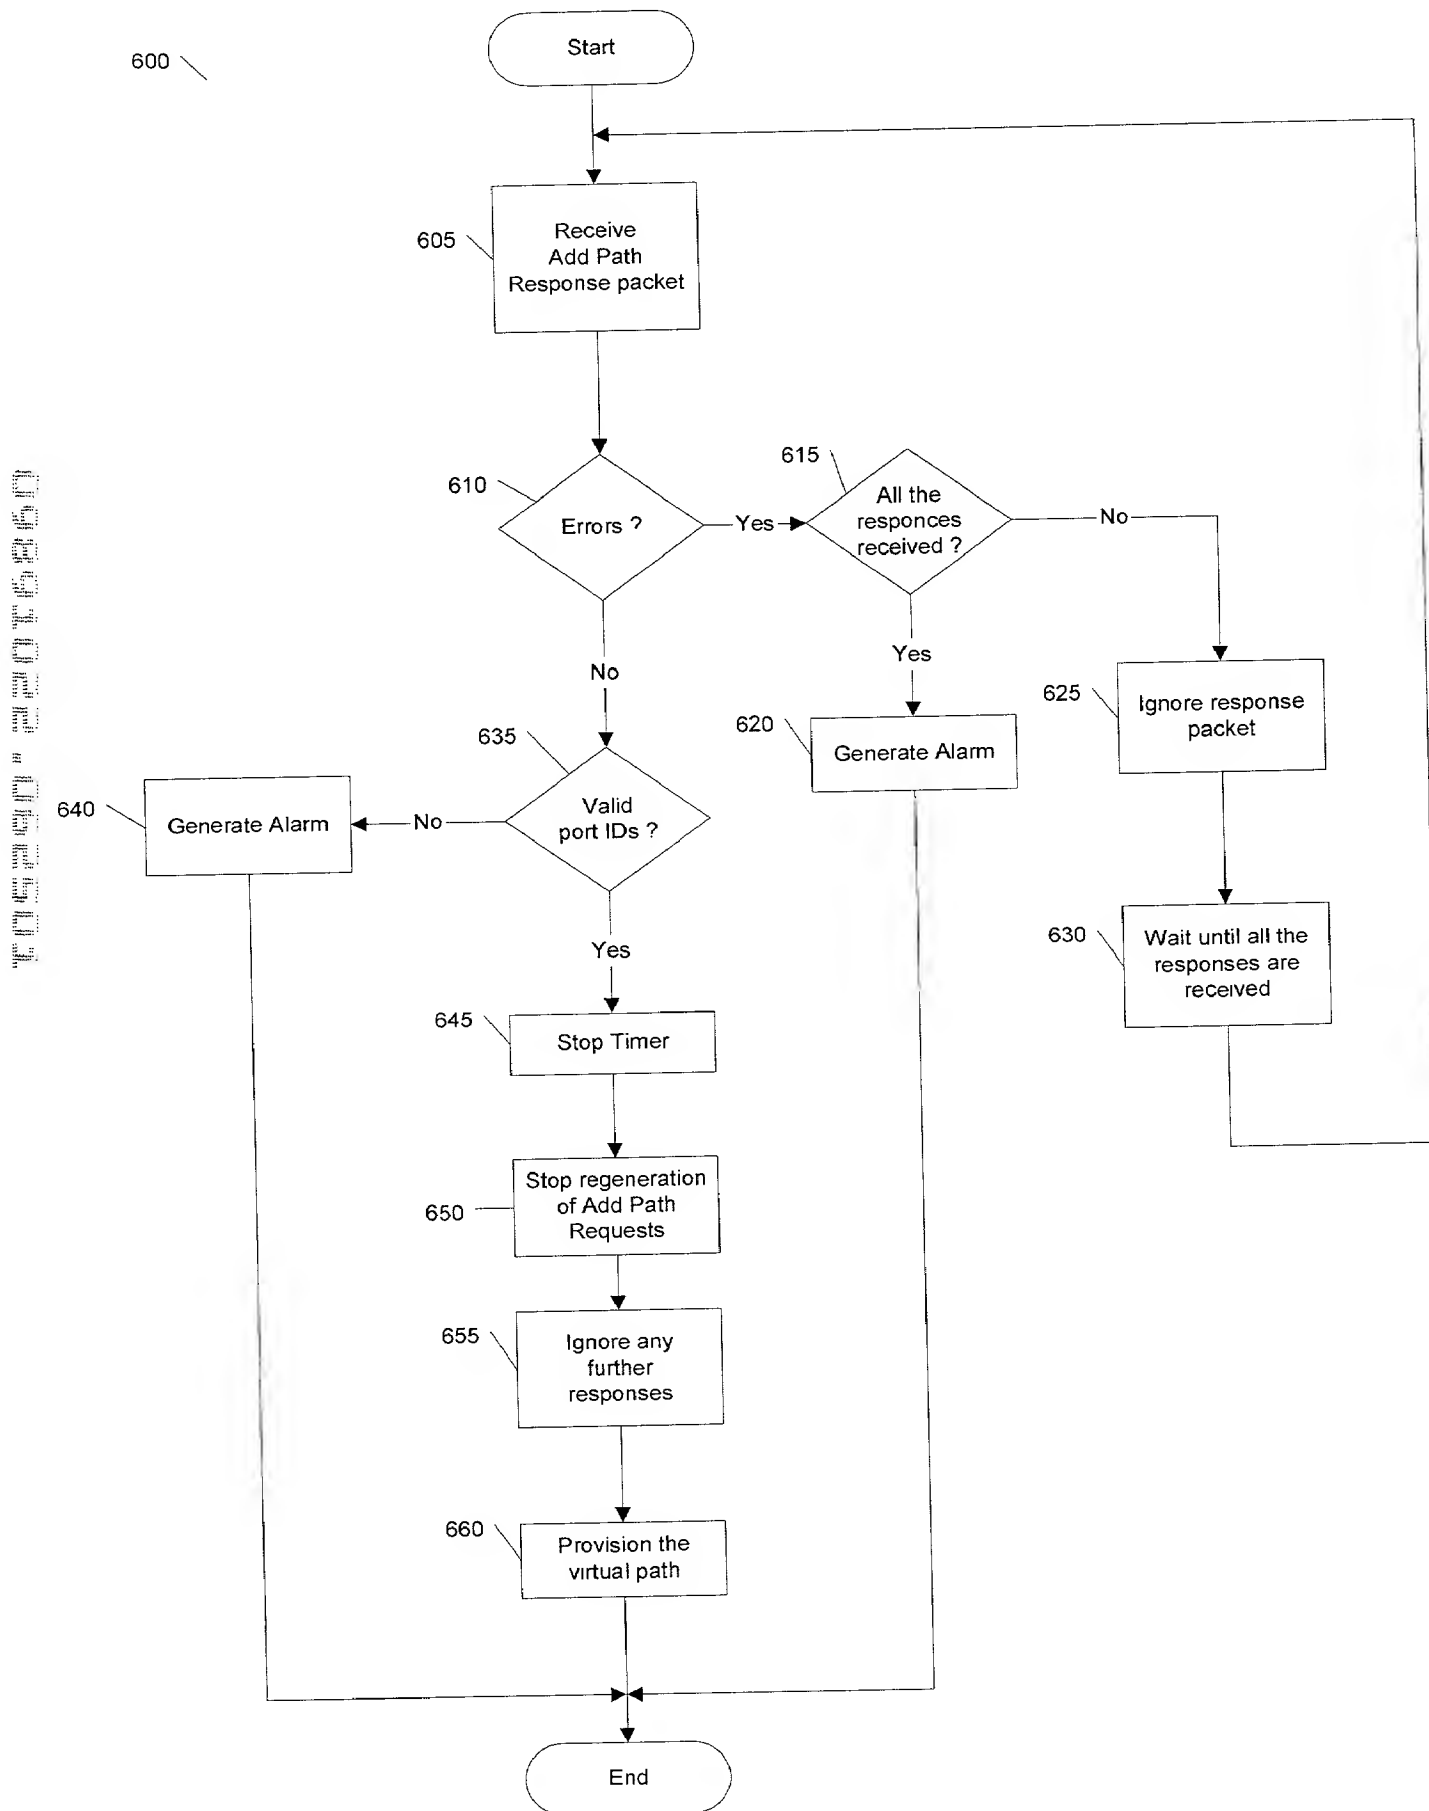 600
Start
605
Receive
Add Path
Response packet
610
Errors ?
Yes
615
All the
responces
received ?
No
No
Yes
625
Ignore response
packet
620
Generate Alarm
635
Valid
port IDs ?
No
640
Generate Alarm
630
Wait until all the
responses are
received
Yes
645
Stop Timer
650
Stop regeneration
of Add Path
Requests
655
Ignore any
further
responses
660
Provision the
virtual path
End